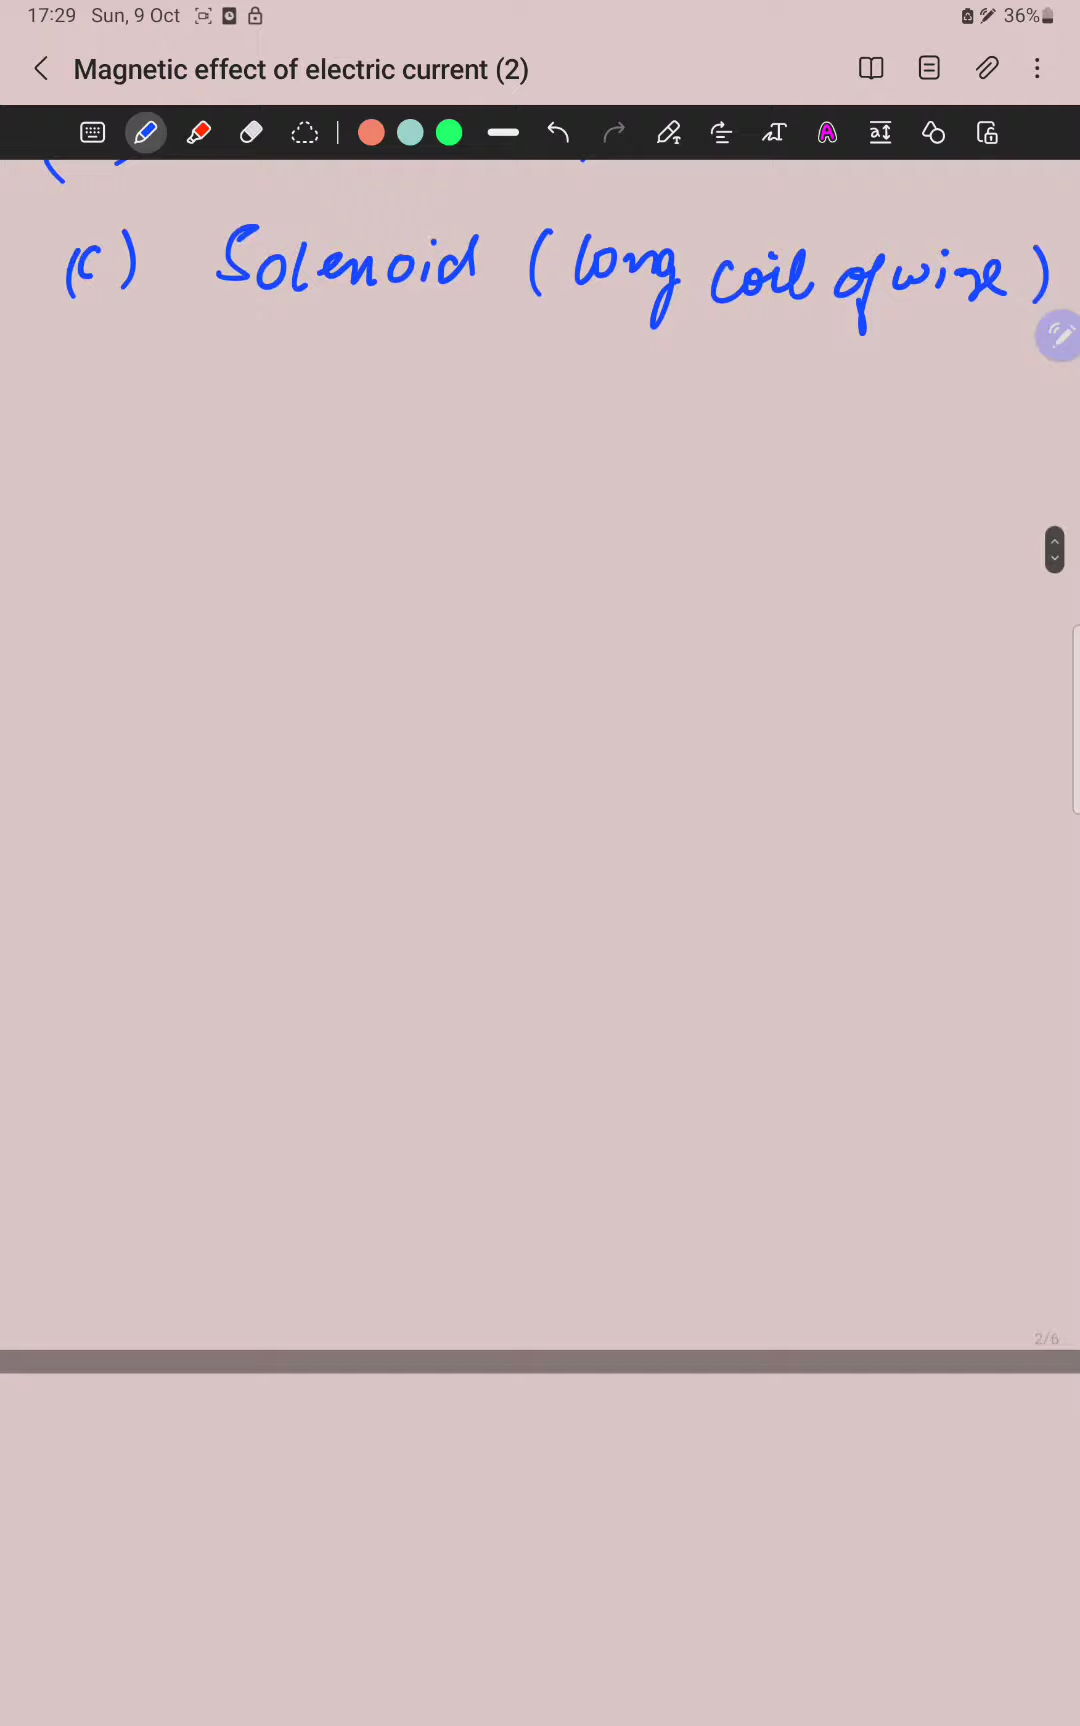 17:29 Sun, 9 Oct 36%
Magnetic effect of electric current (2)
(c) Solenoid (long coil of wire)
2/6